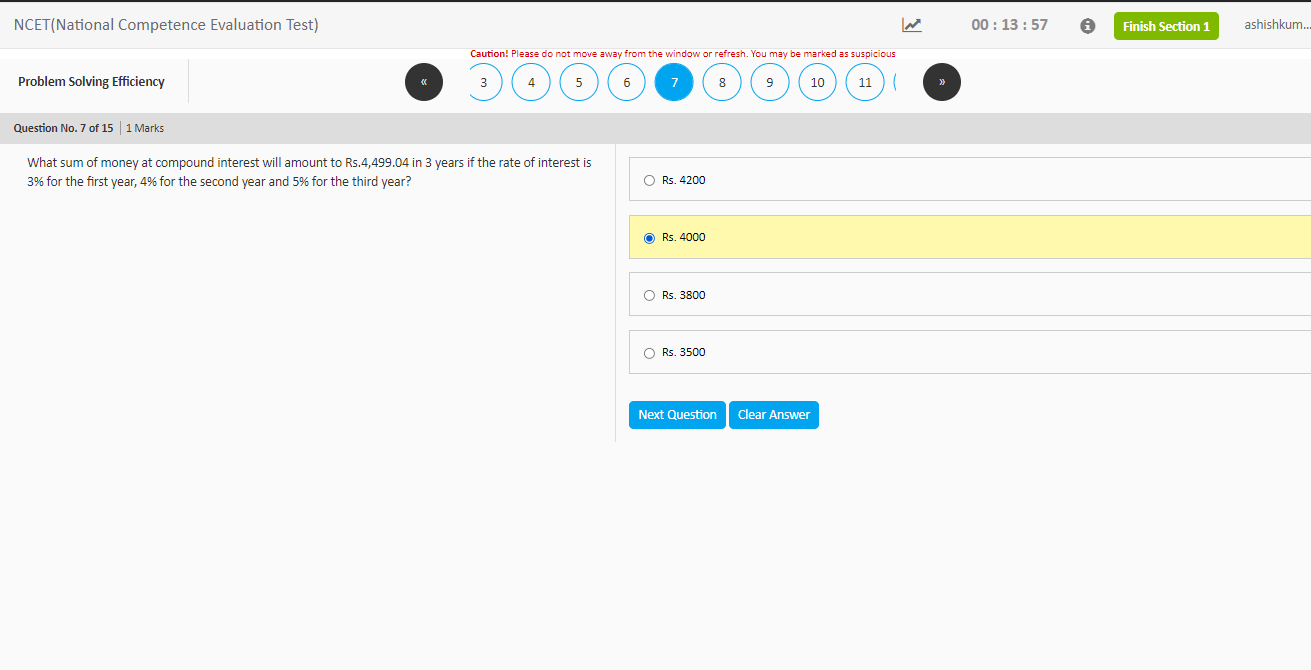 NCET(National Competence Evaluation Test)
00 : 13 : 57
Finish Section 1
ashishkum...
Caution! Please do not move away from the window or refresh. You may be marked as suspicious
Problem Solving Efficiency
«
3
4
5
6
7
8
9
10
11
»
Question No. 7 of 15
1 Marks
What sum of money at compound interest will amount to Rs.4,499.04 in 3 years if the rate of interest is
3% for the first year, 4% for the second year and 5% for the third year?
Rs. 4200
Rs. 4000
Rs. 3800
Rs. 3500
Next Question
Clear Answer